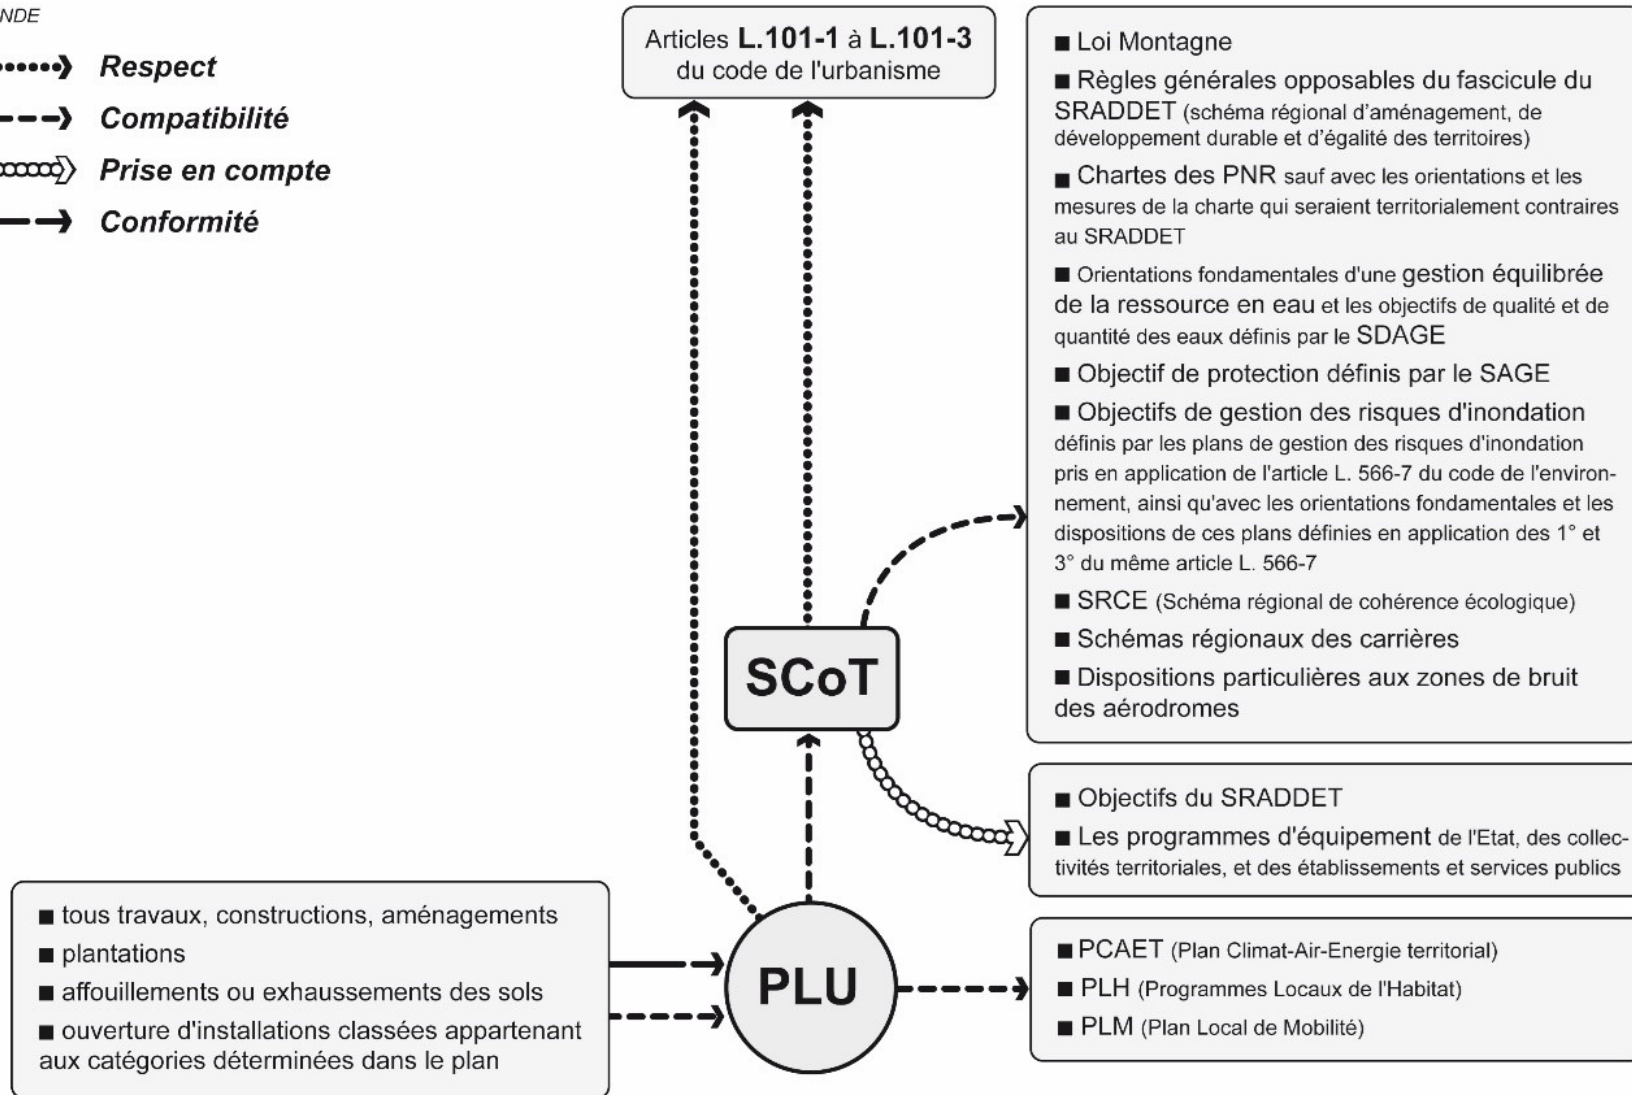 NDE
Respect
Compatibilité
Prise en compte
Conformité
Articles L.101-1 à L.101-3
du code de l'urbanisme
■ Loi Montagne
■ Règles générales opposables du fascicule du
SRADDET (schéma régional d'aménagement, de
développement durable et d'égalité des territoires)
■ Chartes des PNR sauf avec les orientations et les
mesures de la charte qui seraient territorialement contraires
au SRADDET
■ Orientations fondamentales d'une gestion équilibrée
de la ressource en eau et les objectifs de qualité et de
quantité des eaux définis par le SDAGE
■ Objectif de protection définis par le SAGE
■ Objectifs de gestion des risques d'inondation
définis par les plans de gestion des risques d'inondation
pris en application de l'article L. 566-7 du code de l'environ-
nement, ainsi qu'avec les orientations fondamentales et les
dispositions de ces plans définies en application des 1° et
3° du même article L. 566-7
■ SRCE (Schéma régional de cohérence écologique)
■ Schémas régionaux des carrières
■ Dispositions particulières aux zones de bruit
des aérodromes
SCoT
■ Objectifs du SRADDET
■ Les programmes d'équipement de l'Etat, des collec-
tivités territoriales, et des établissements et services publics
■ tous travaux, constructions, aménagements
■ plantations
■ affouillements ou exhaussements des sols
■ ouverture d'installations classées appartenant
aux catégories déterminées dans le plan
PLU
■ PCAET (Plan Climat-Air-Energie territorial)
■ PLH (Programmes Locaux de l'Habitat)
■ PLM (Plan Local de Mobilité)